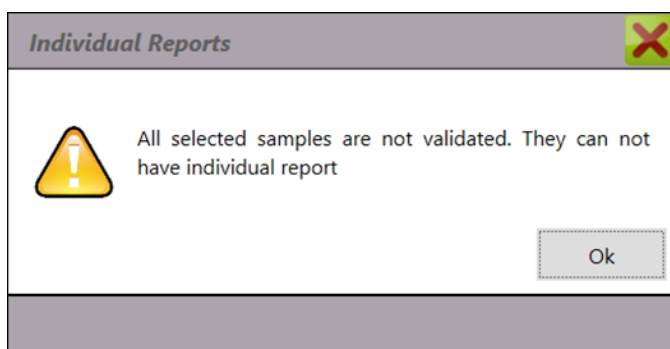 Individual Reports
All selected samples are not validated. They can not
have individual report
Ok